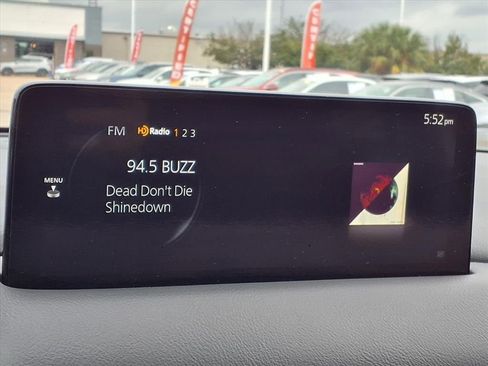 FM HD Radio 1 2 3
5:52 pm
94.5 BUZZ
MENU
Dead Don't Die
Shinedown